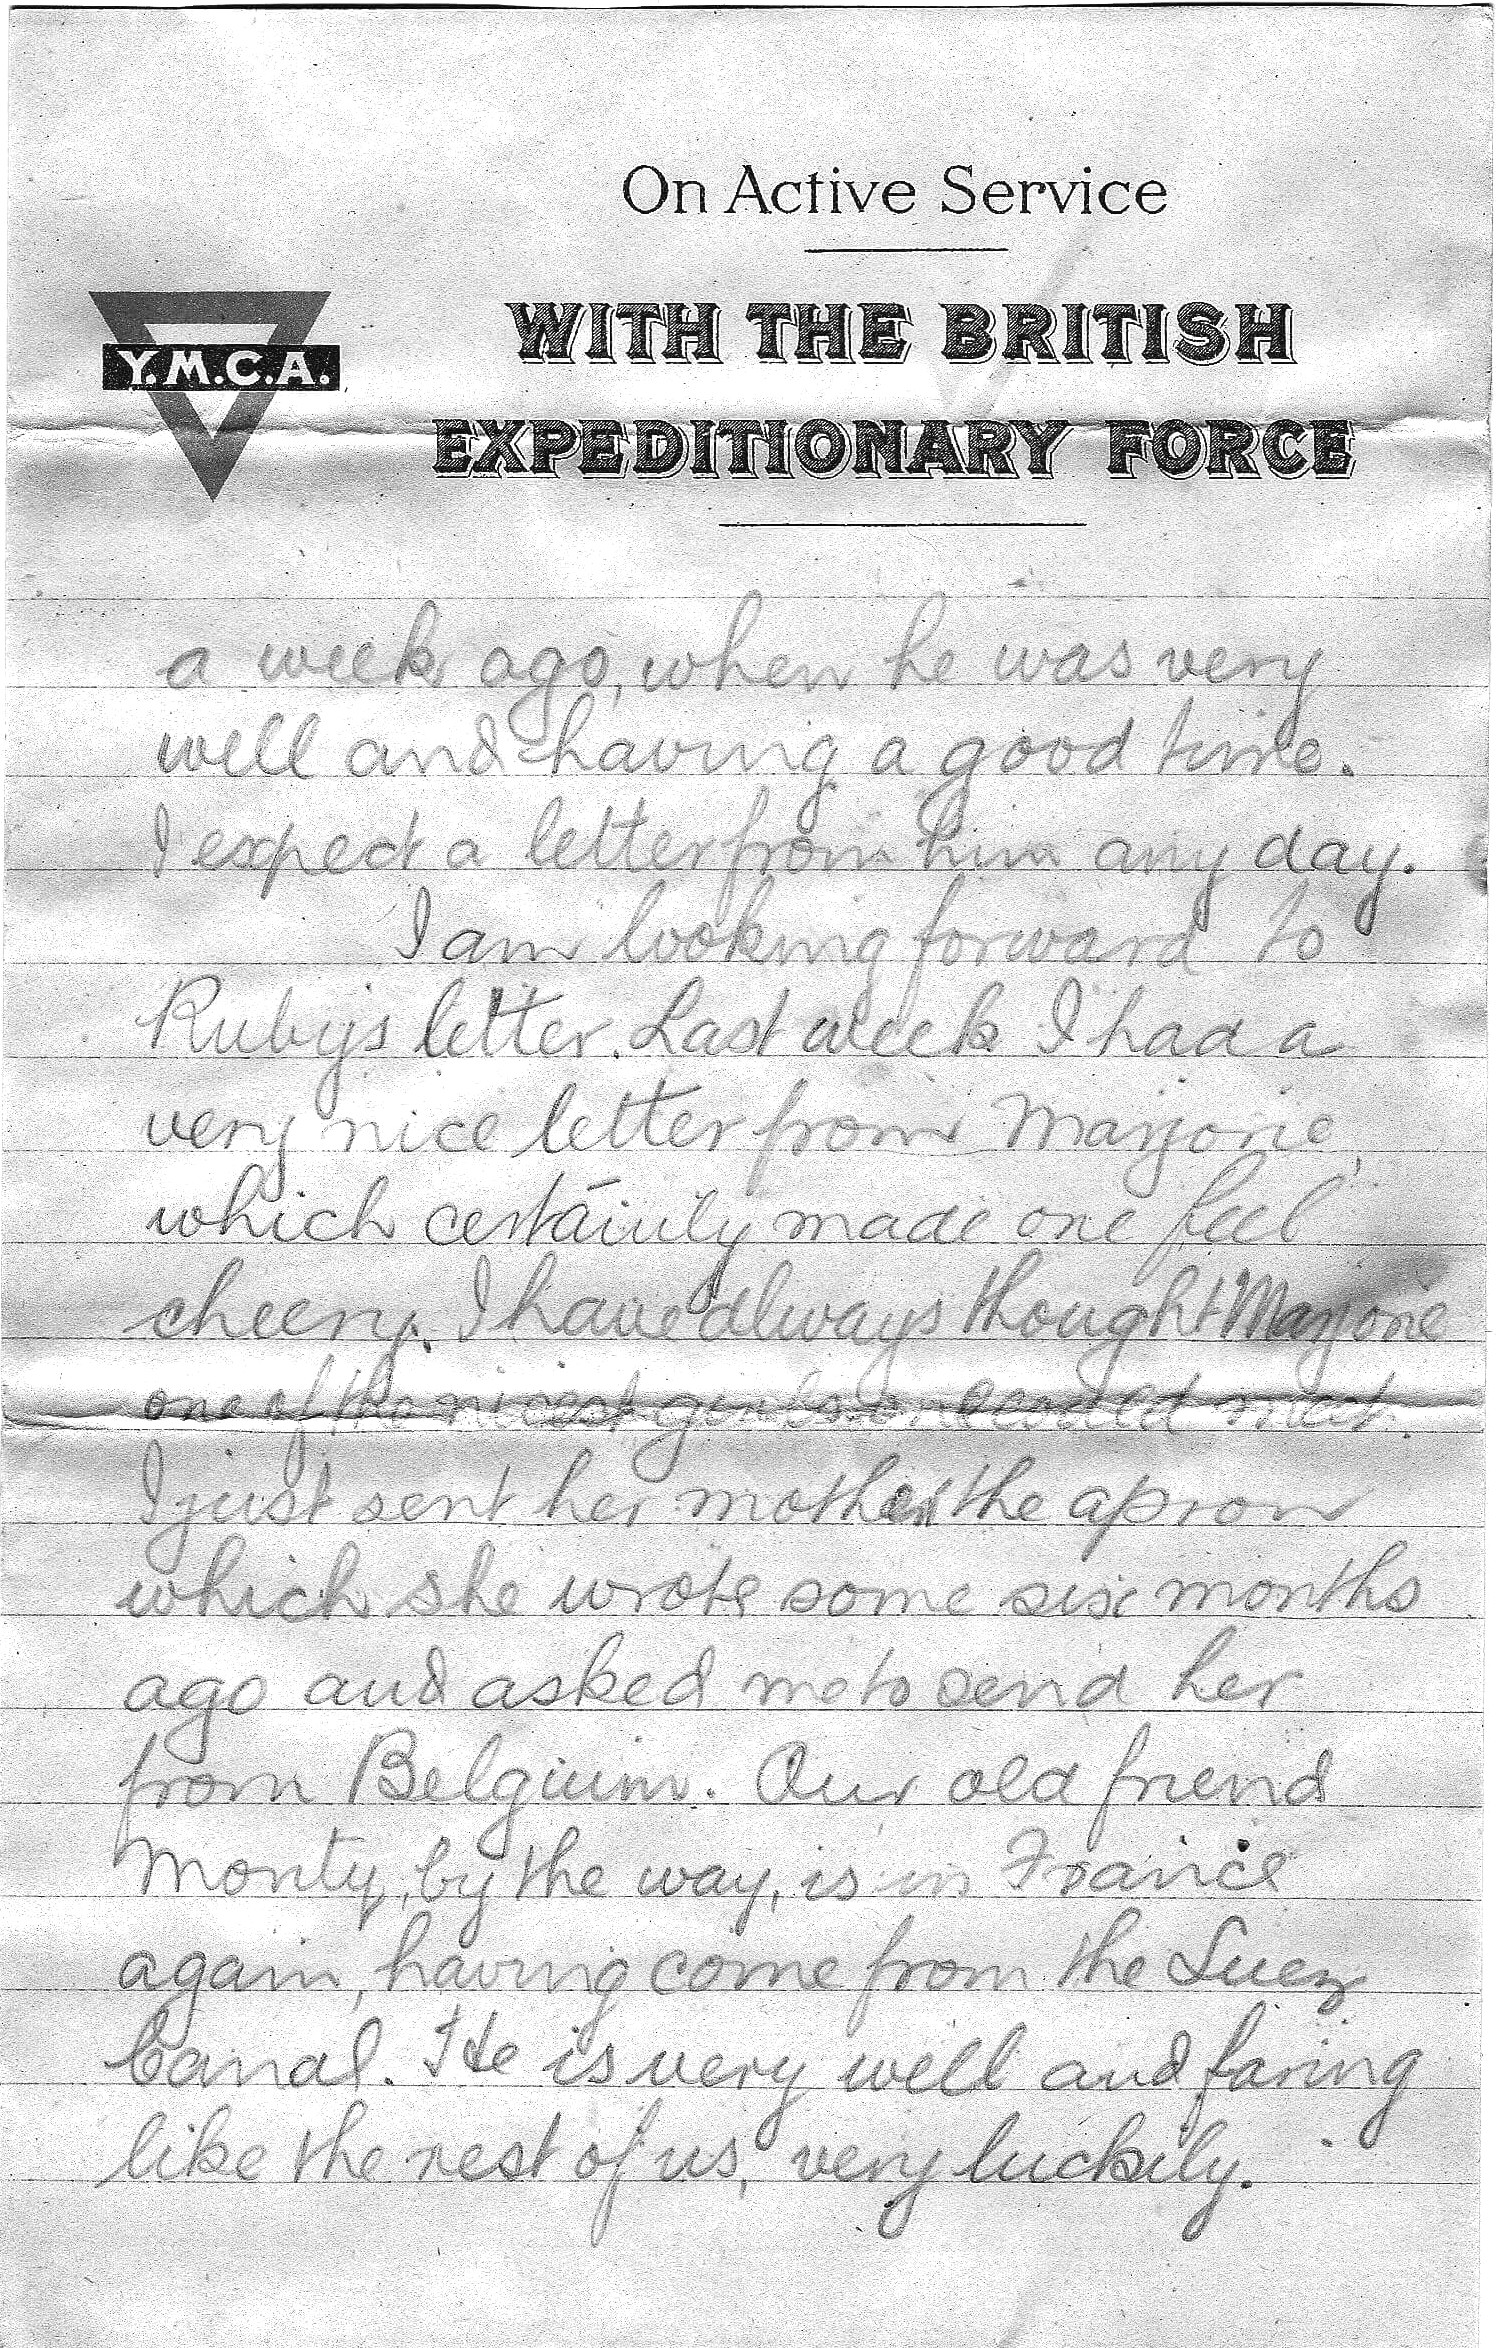 On Active Service
WITH THE BRITISH
Y.M.C.A.
EXPEDITIONARY FORCE
a week ago, when he was very
well and having a good time.
I expect a letter from him any day.
I am looking forward to
Ruby's letter. Last week I had a
very nice letter from Marjorie,
which certainly made one feel
cheery. I have always thought Marjorie
one of the nicest girls one could meet.
I just sent her mother the apron
which she wrote some six months
ago and asked me to send her
from Belgium. Our old friend
Monty, by the way, is in France
again, having come from the Suez
Canal. He is very well and faring
like the rest of us, very luckily.